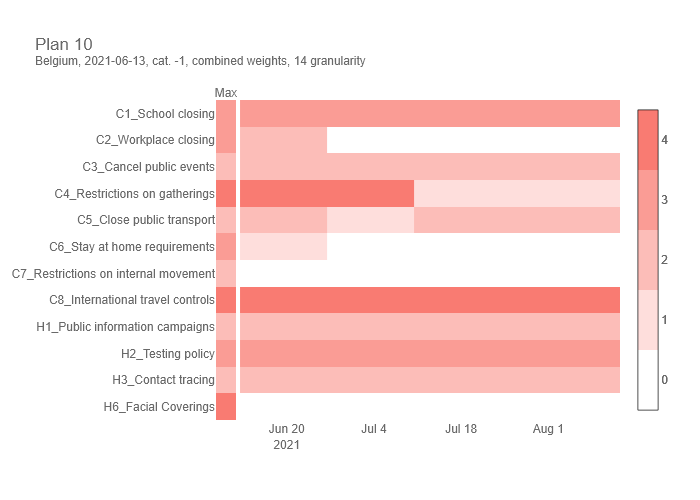 Plan 10
Belgium, 2021-06-13, cat. -1, combined weights, 14 granularity
Max
C1_School closing
C2_Workplace closing
C3_Cancel public events
C4_Restrictions on gatherings
C5_Close public transport
C6_Stay at home requirements
C7_Restrictions on internal movement
C8_International travel controls
H1_Public information campaigns
H2_Testing policy
H3_Contact tracing
H6_Facial Coverings
Jun 20 Jul 4 Jul 18 Aug 1
2021
4
3
2
1
0